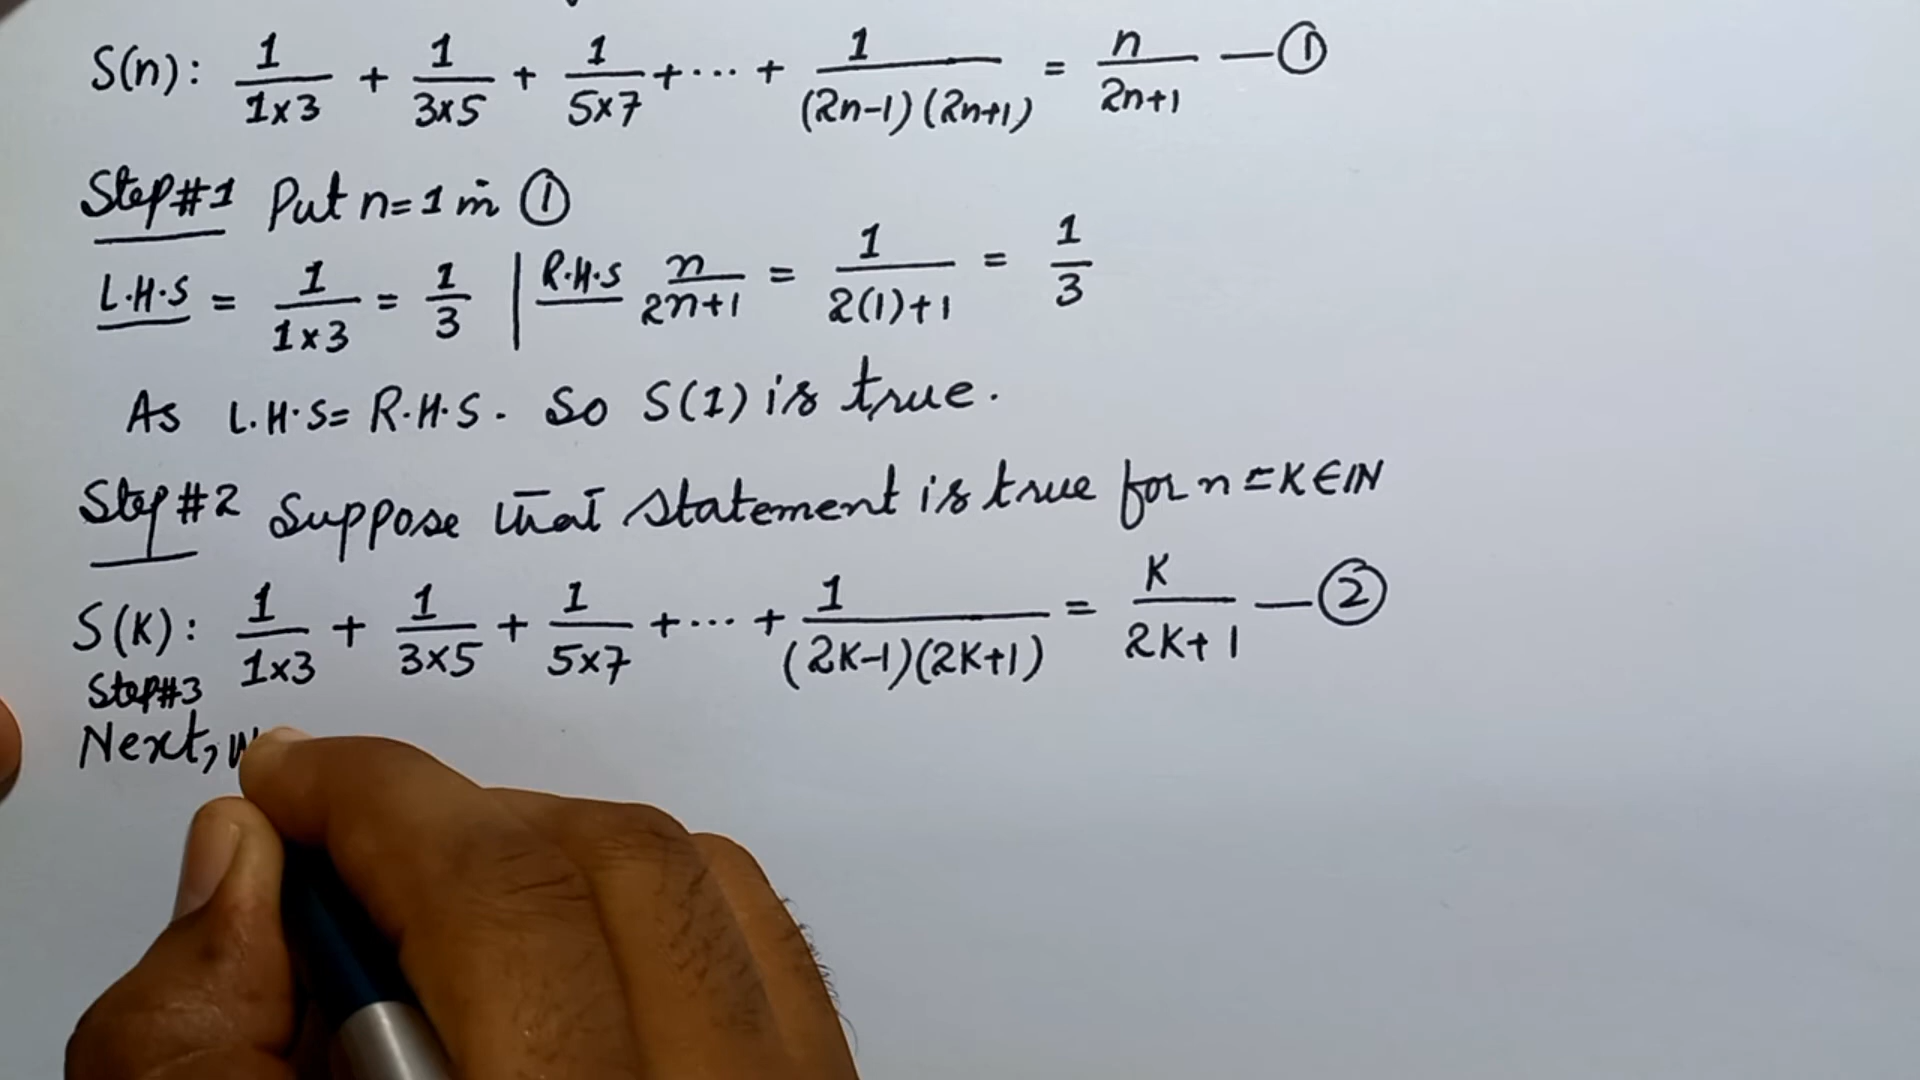 S(n): 1/(1×3) + 1/(3×5) + 1/(5×7) + ... + 1/((2n-1)(2n+1)) = n/(2n+1) — ①
Step#1 Put n=1 in ①
L.H.S = 1/(1×3) = 1/3 | R.H.S n/(2n+1) = 1/(2(1)+1) = 1/3
As L.H.S= R.H.S. So S(1) is true.
Step#2 Suppose that statement is true for n=K∈IN
S(K): 1/(1×3) + 1/(3×5) + 1/(5×7) + ... + 1/((2K-1)(2K+1)) = K/(2K+1) — ②
Step#3
Next,